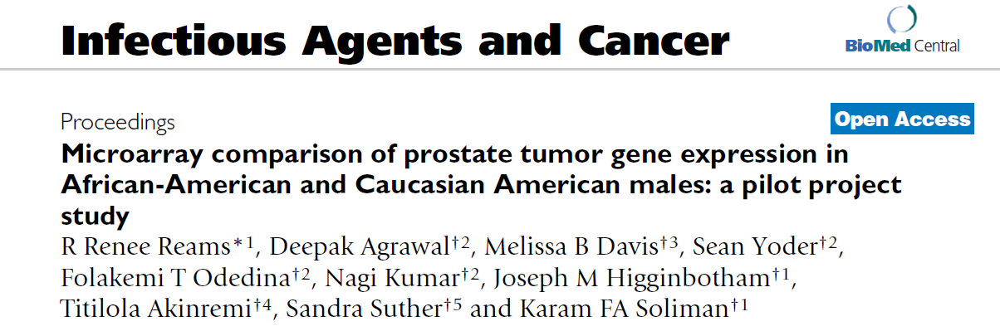 Infectious Agents and Cancer
BioMed Central
Proceedings
Open Access
Microarray comparison of prostate tumor gene expression in
African-American and Caucasian American males: a pilot project
study
R Renee Reams*1, Deepak Agrawal†2, Melissa B Davis†3, Sean Yoder†2,
Folakemi T Odedina†2, Nagi Kumar†2, Joseph M Higginbotham†1,
Titilola Akinremi†4, Sandra Suther†5 and Karam FA Soliman†1